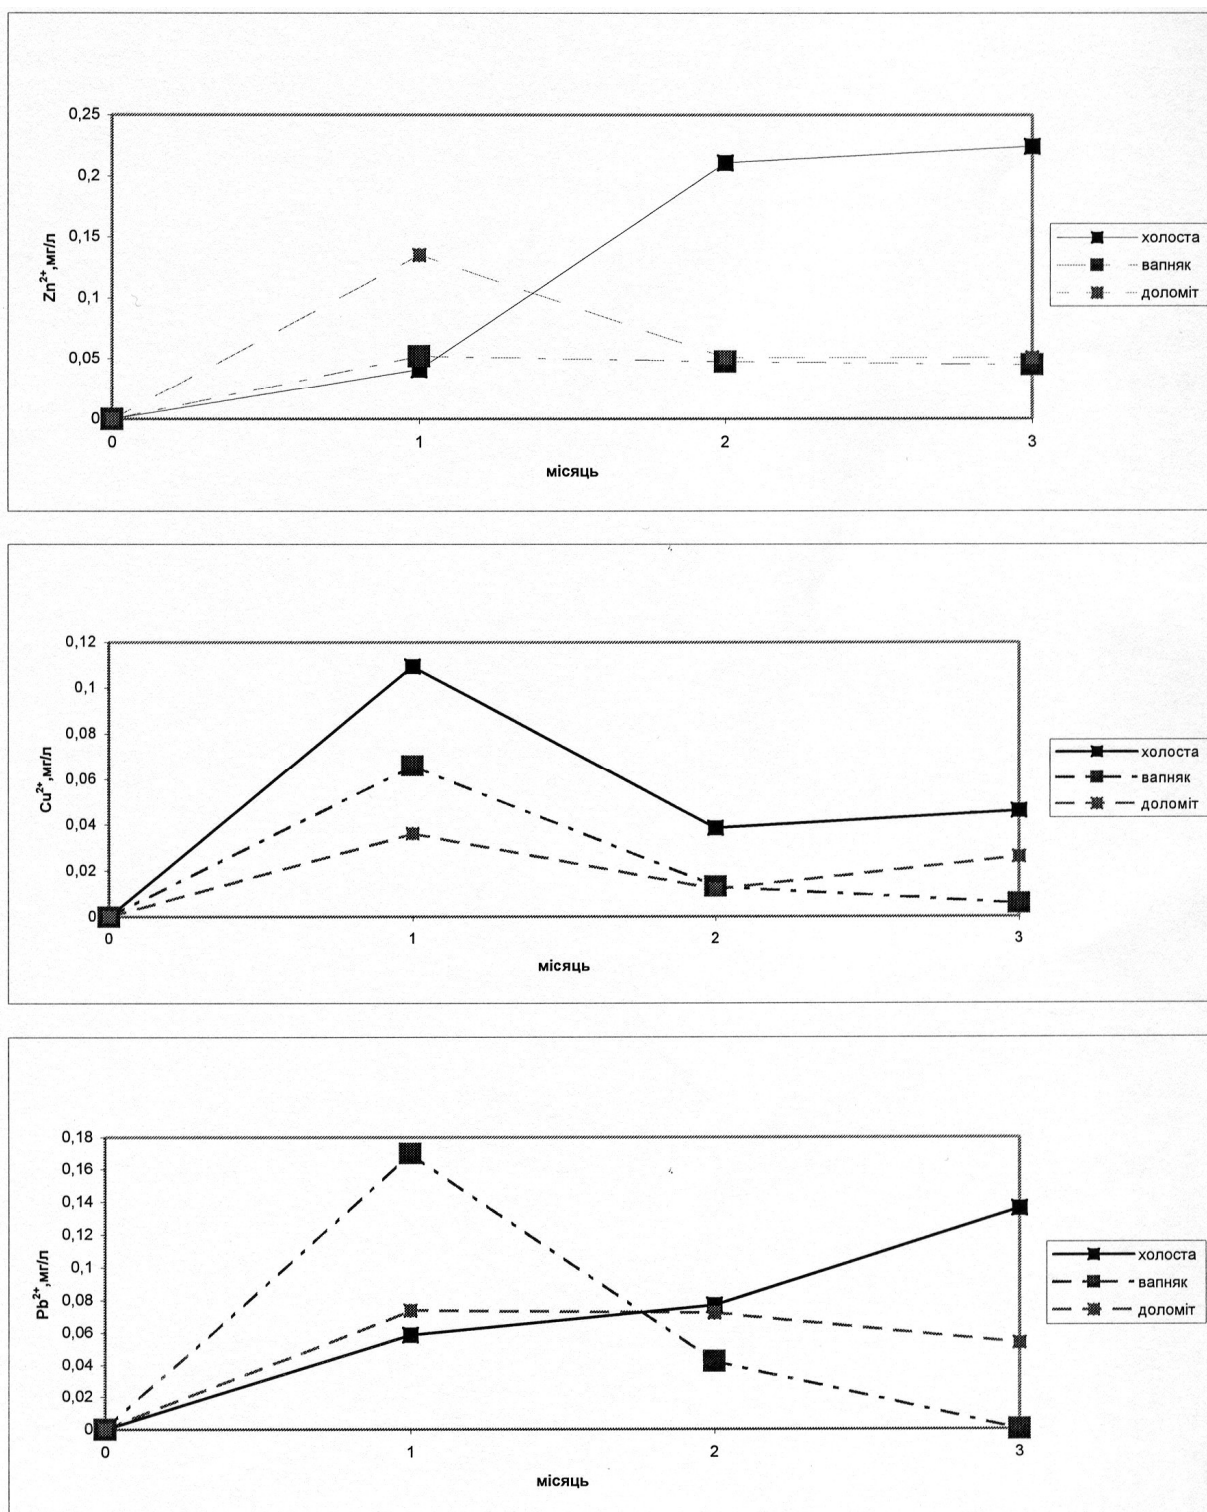 0,25
0,2
0,15
0,1
0,05
0
Zn²⁺,мг/л
0 1 2 3
місяць
холоста
вапняк
доломіт
0,12
0,1
0,08
0,06
0,04
0,02
0
Cu²⁺,мг/л
0 1 2 3
місяць
холоста
вапняк
доломіт
0,18
0,16
0,14
0,12
0,1
0,08
0,06
0,04
0,02
0
Pb²⁺,мг/л
0 1 2 3
місяць
холоста
вапняк
доломіт